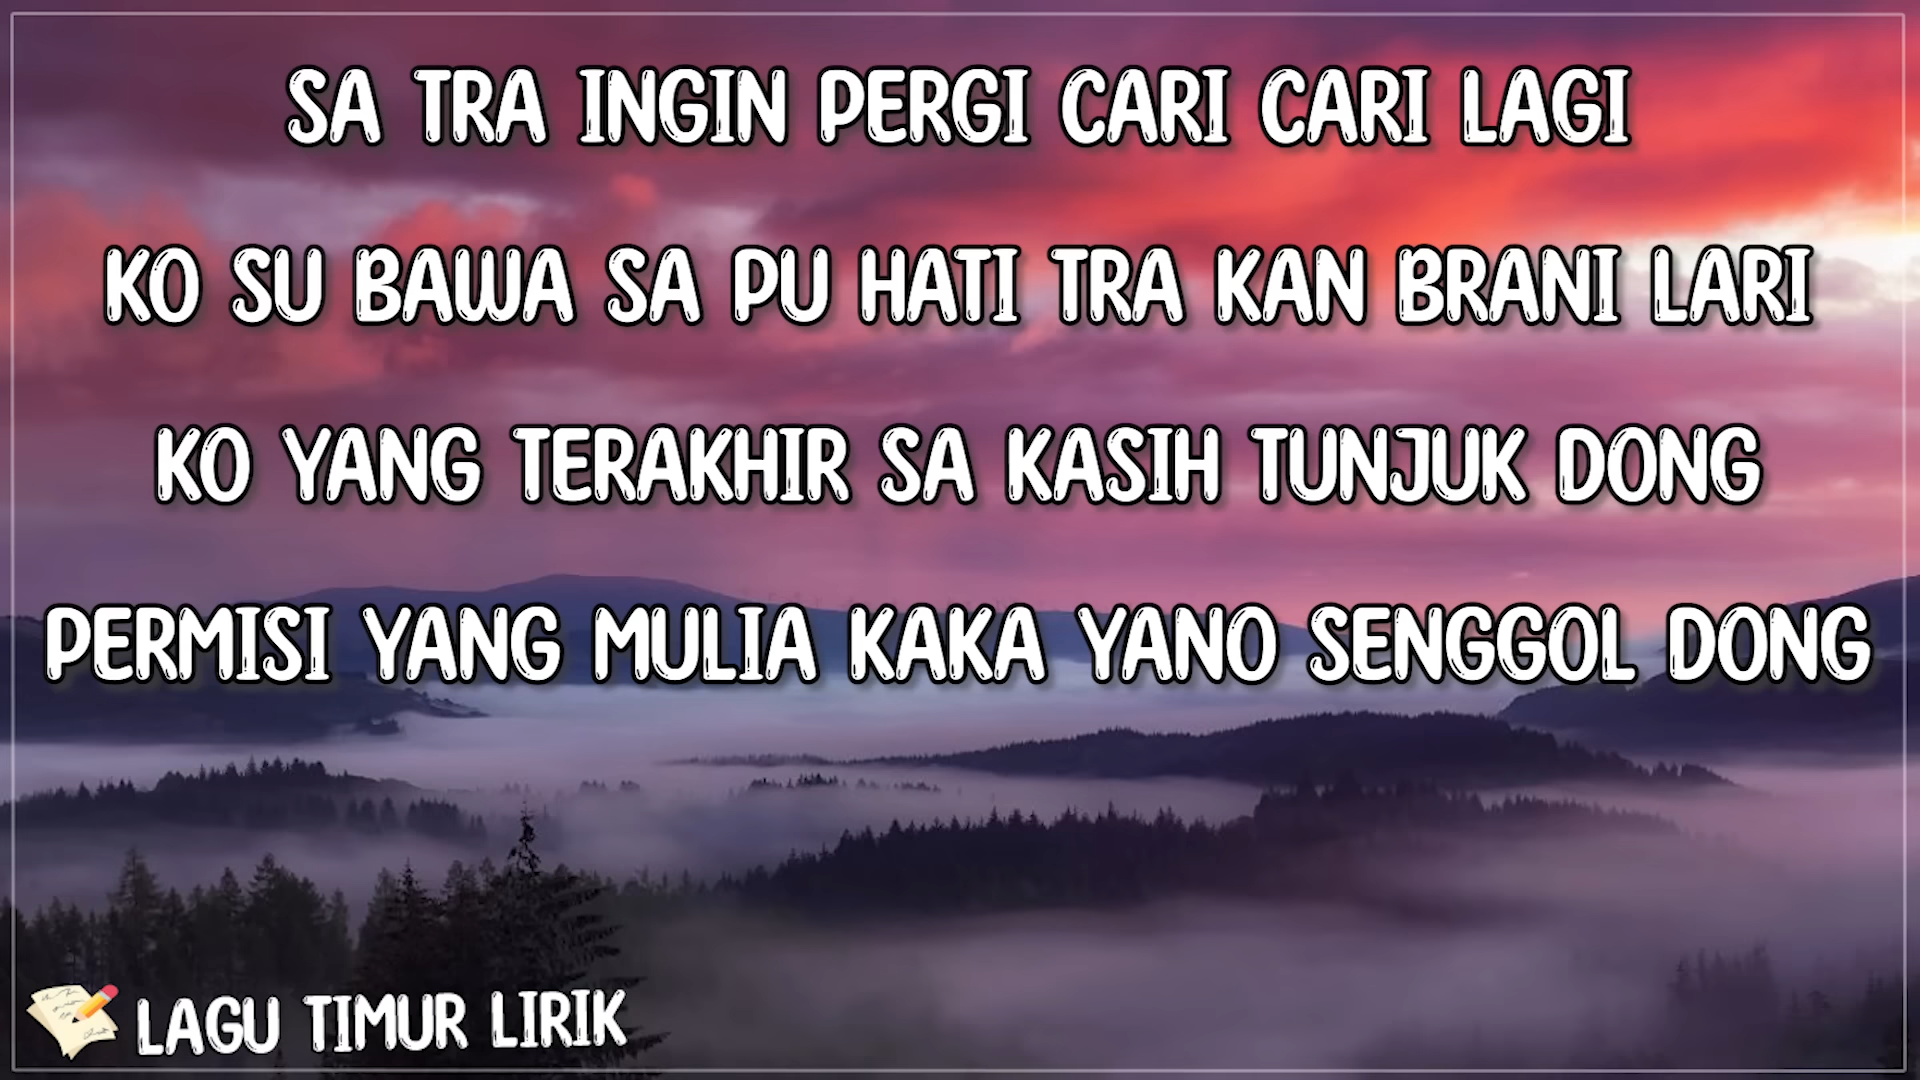 SA TRA INGIN PERGI CARI CARI LAGI
KO SU BAWA SA PU HATI TRA KAN BRANI LARI
KO YANG TERAKHIR SA KASIH TUNJUK DONG
PERMISI YANG MULIA KAKA YANO SENGGOL DONG
LAGU TIMUR LIRIK